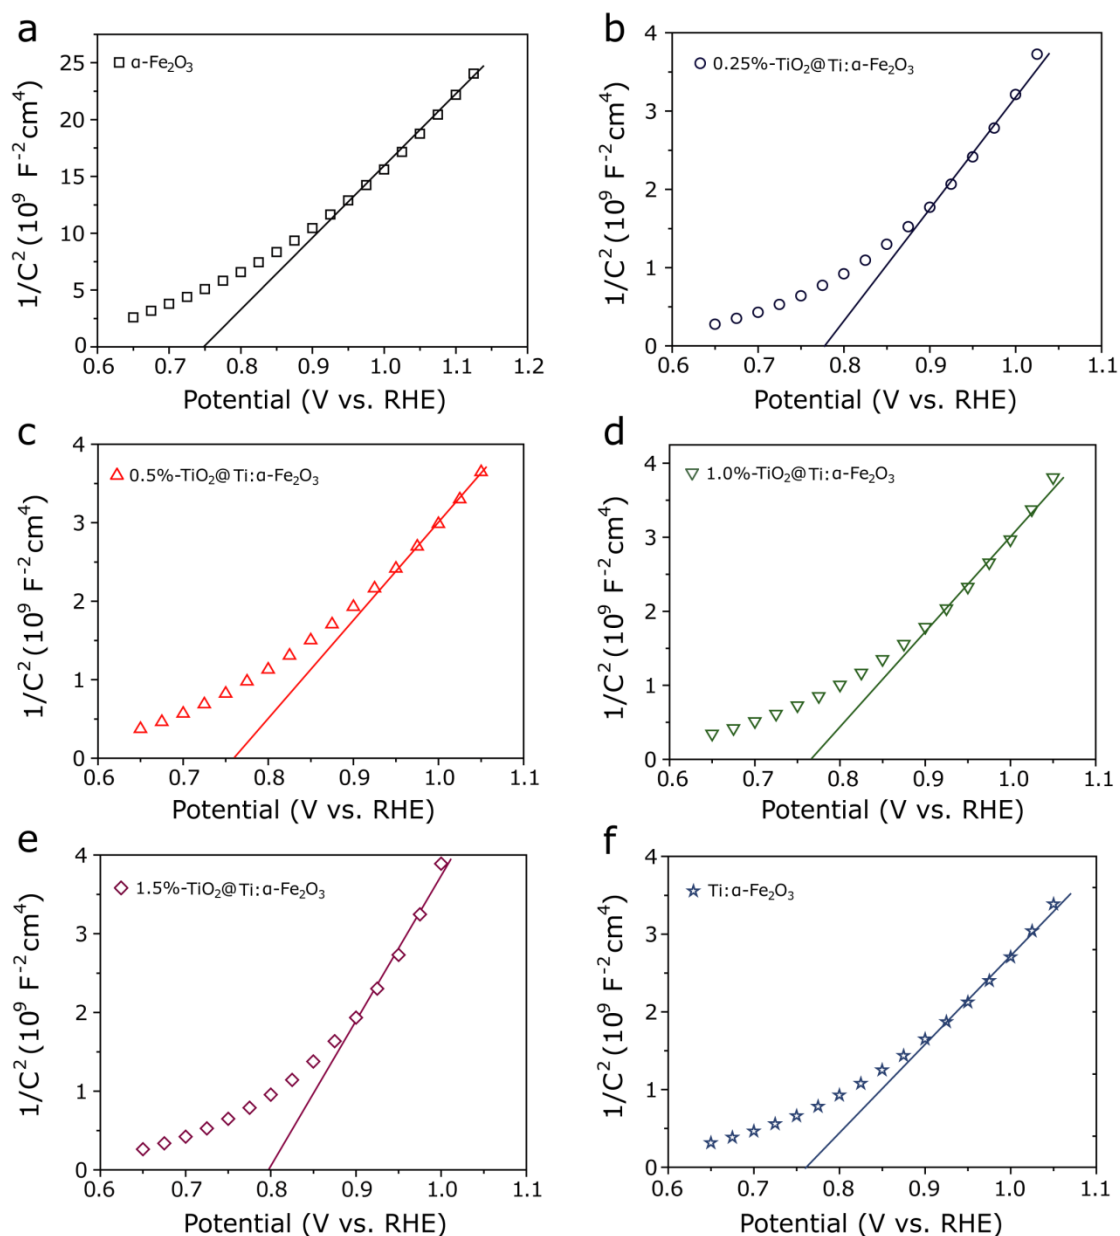 a
α-Fe₂O₃
25
20
15
10
5
0
0.6 0.7 0.8 0.9 1.0 1.1 1.2
1/C² (10⁹ F⁻²cm⁴)
Potential (V vs. RHE)
b
0.25%-TiO₂@Ti:α-Fe₂O₃
4
3
2
1
0
0.6 0.7 0.8 0.9 1.0 1.1
1/C² (10⁹ F⁻²cm⁴)
Potential (V vs. RHE)
c
0.5%-TiO₂@Ti:α-Fe₂O₃
4
3
2
1
0
0.6 0.7 0.8 0.9 1.0 1.1
1/C² (10⁹ F⁻²cm⁴)
Potential (V vs. RHE)
d
1.0%-TiO₂@Ti:α-Fe₂O₃
4
3
2
1
0
0.6 0.7 0.8 0.9 1.0 1.1
1/C² (10⁹ F⁻²cm⁴)
Potential (V vs. RHE)
e
1.5%-TiO₂@Ti:α-Fe₂O₃
4
3
2
1
0
0.6 0.7 0.8 0.9 1.0 1.1
1/C² (10⁹ F⁻²cm⁴)
Potential (V vs. RHE)
f
Ti:α-Fe₂O₃
4
3
2
1
0
0.6 0.7 0.8 0.9 1.0 1.1
1/C² (10⁹ F⁻²cm⁴)
Potential (V vs. RHE)